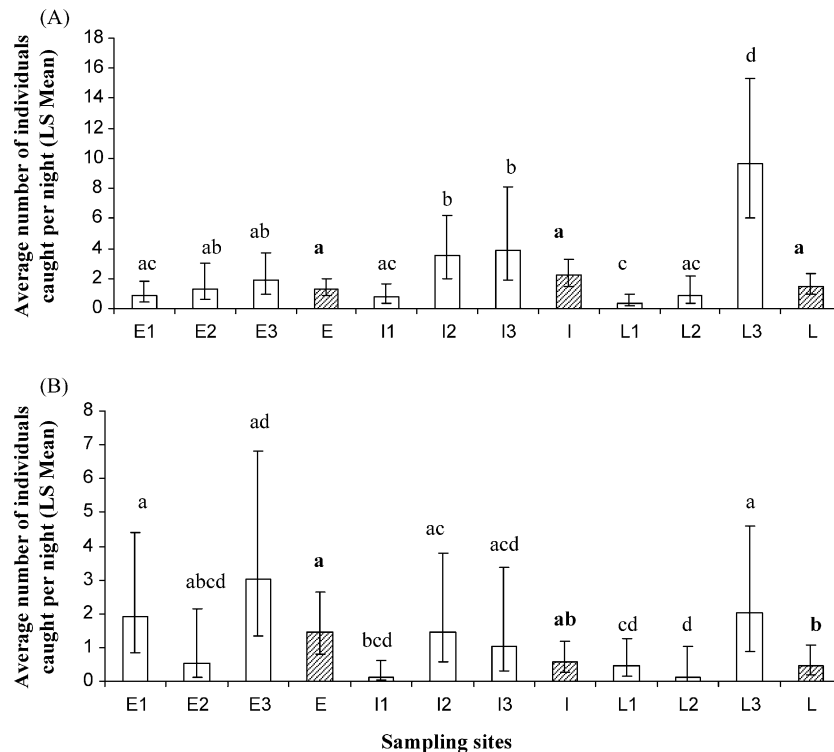 (A)
Average number of individuals
caught per night (LS Mean)
18
16
14
12
10
8
6
4
2
0
ac
ab
ab
a
ac
b
b
a
c
ac
d
a
E1 E2 E3 E I1 I2 I3 I L1 L2 L3 L
(B)
Average number of individuals
caught per night (LS Mean)
8
7
6
5
4
3
2
1
0
a
abcd
ad
a
bcd
ac
acd
ab
cd
d
a
b
E1 E2 E3 E I1 I2 I3 I L1 L2 L3 L
Sampling sites